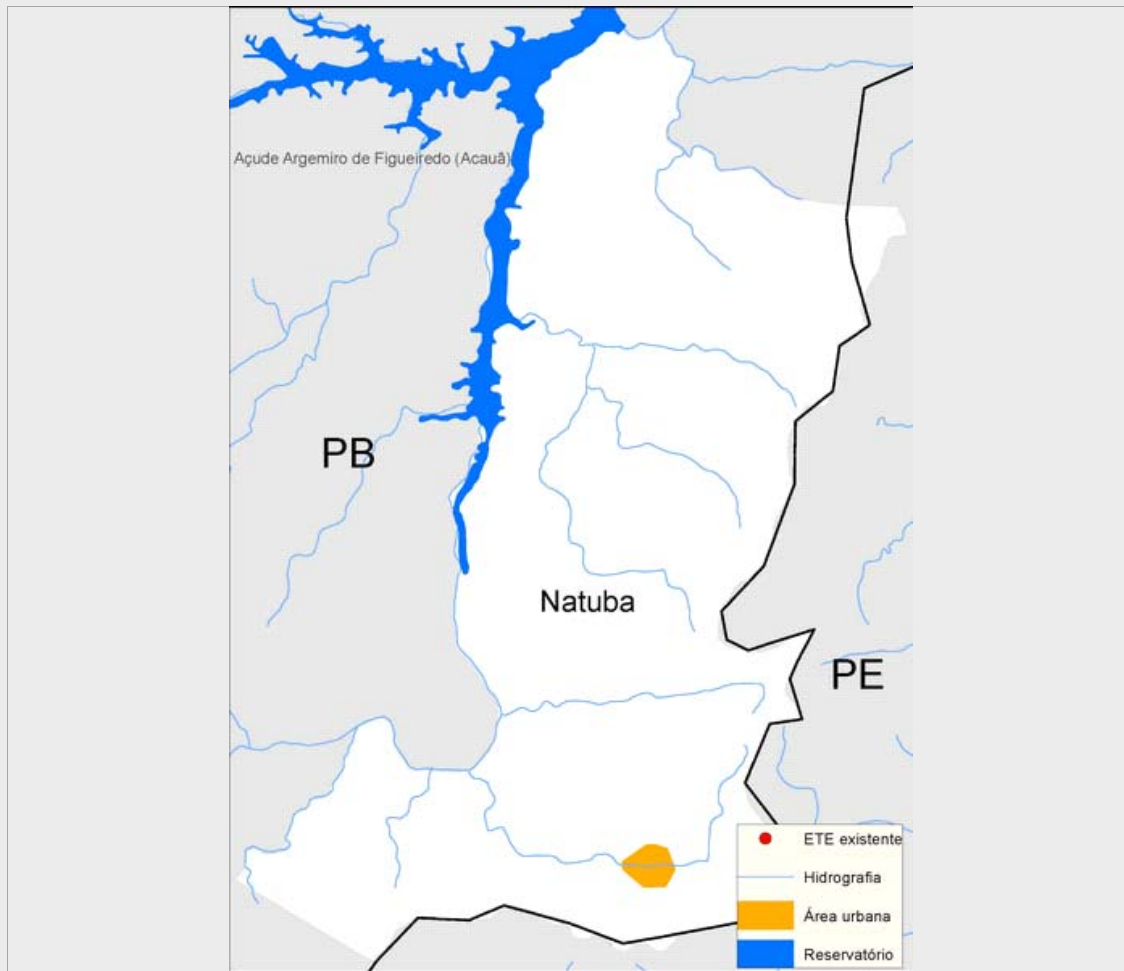 Açude Argemiro de Figueiredo (Acauã)
PB
Natuba
PE
ETE existente
Hidrografia
Área urbana
Reservatório